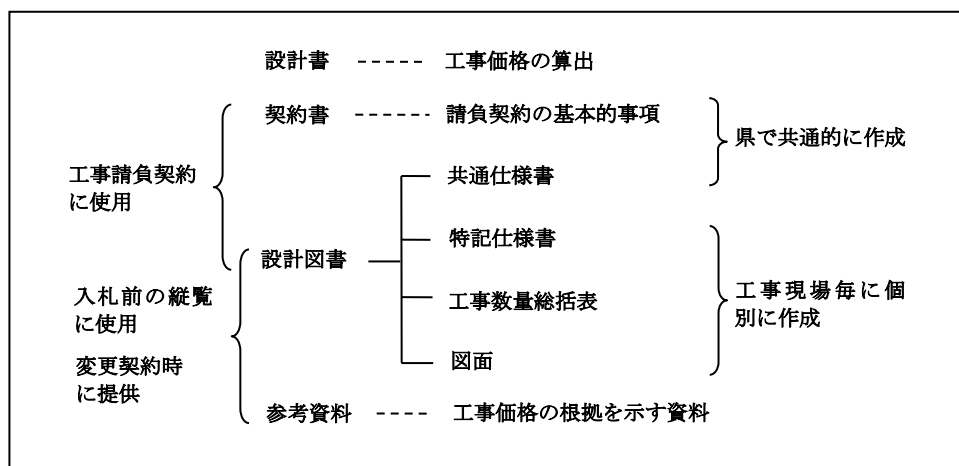 設計書 ----- 工事価格の算出
契約書 ------ 請負契約の基本的事項
県で共通的に作成
工事請負契約
に使用
共通仕様書
特記仕様書
設計図書
入札前の縦覧
に使用
工事数量総括表
工事現場毎に個
別に作成
変更契約時
に提供
図面
参考資料 ---- 工事価格の根拠を示す資料